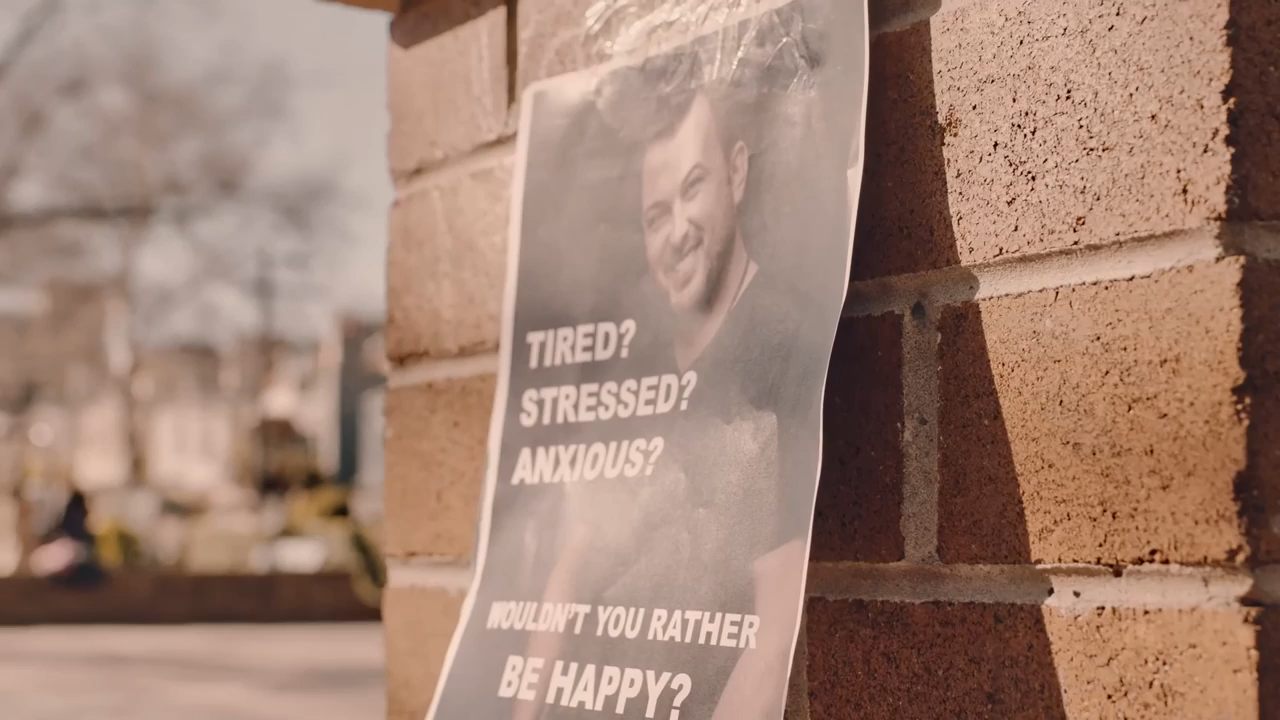 TIRED?
STRESSED?
ANXIOUS?
WOULDN'T YOU RATHER
BE HAPPY?